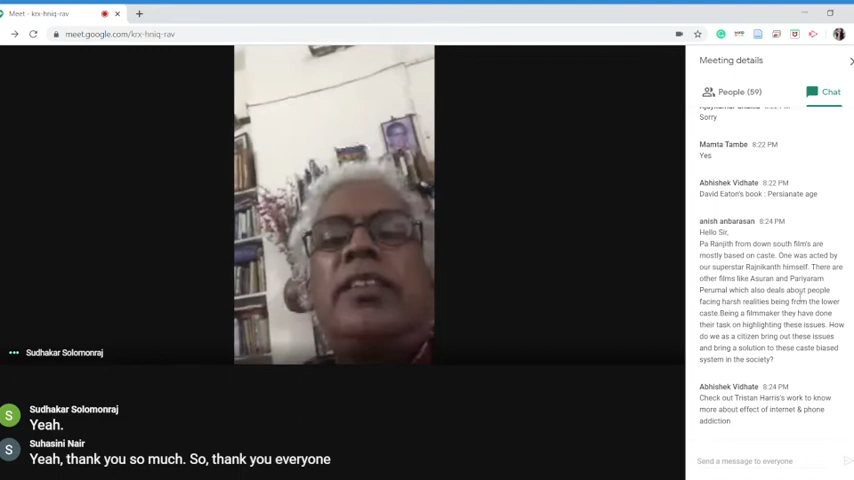 Meet - krx-hniq-rav
meet.google.com/krx-hniq-rav
Meeting details
People (59)
Chat
8:22 PM
Sorry
Mamta Tambe 8:22 PM
Yes
Abhishek Vidhate 8:22 PM
David Eaton's book : Persianate age
anish anbarasan 8:24 PM
Hello Sir,
Pa Ranjith from down south film's are
mostly based on caste. One was acted by
our superstar Rajnikanth himself. There are
other films like Asuran and Pariyaram
Perumal which also deals about people
facing harsh realities being from the lower
caste.Being a filmmaker they have done
their task on highlighting these issues. How
do we as a citizen bring out these issues
and bring a solution to these caste biased
system in the society?
Abhishek Vidhate 8:24 PM
Check out Tristan Harris's work to know
more about effect of internet & phone
addiction
Send a message to everyone
Sudhakar Solomonraj
S
Sudhakar Solomonraj
Yeah.
S
Suhasini Nair
Yeah, thank you so much. So, thank you everyone